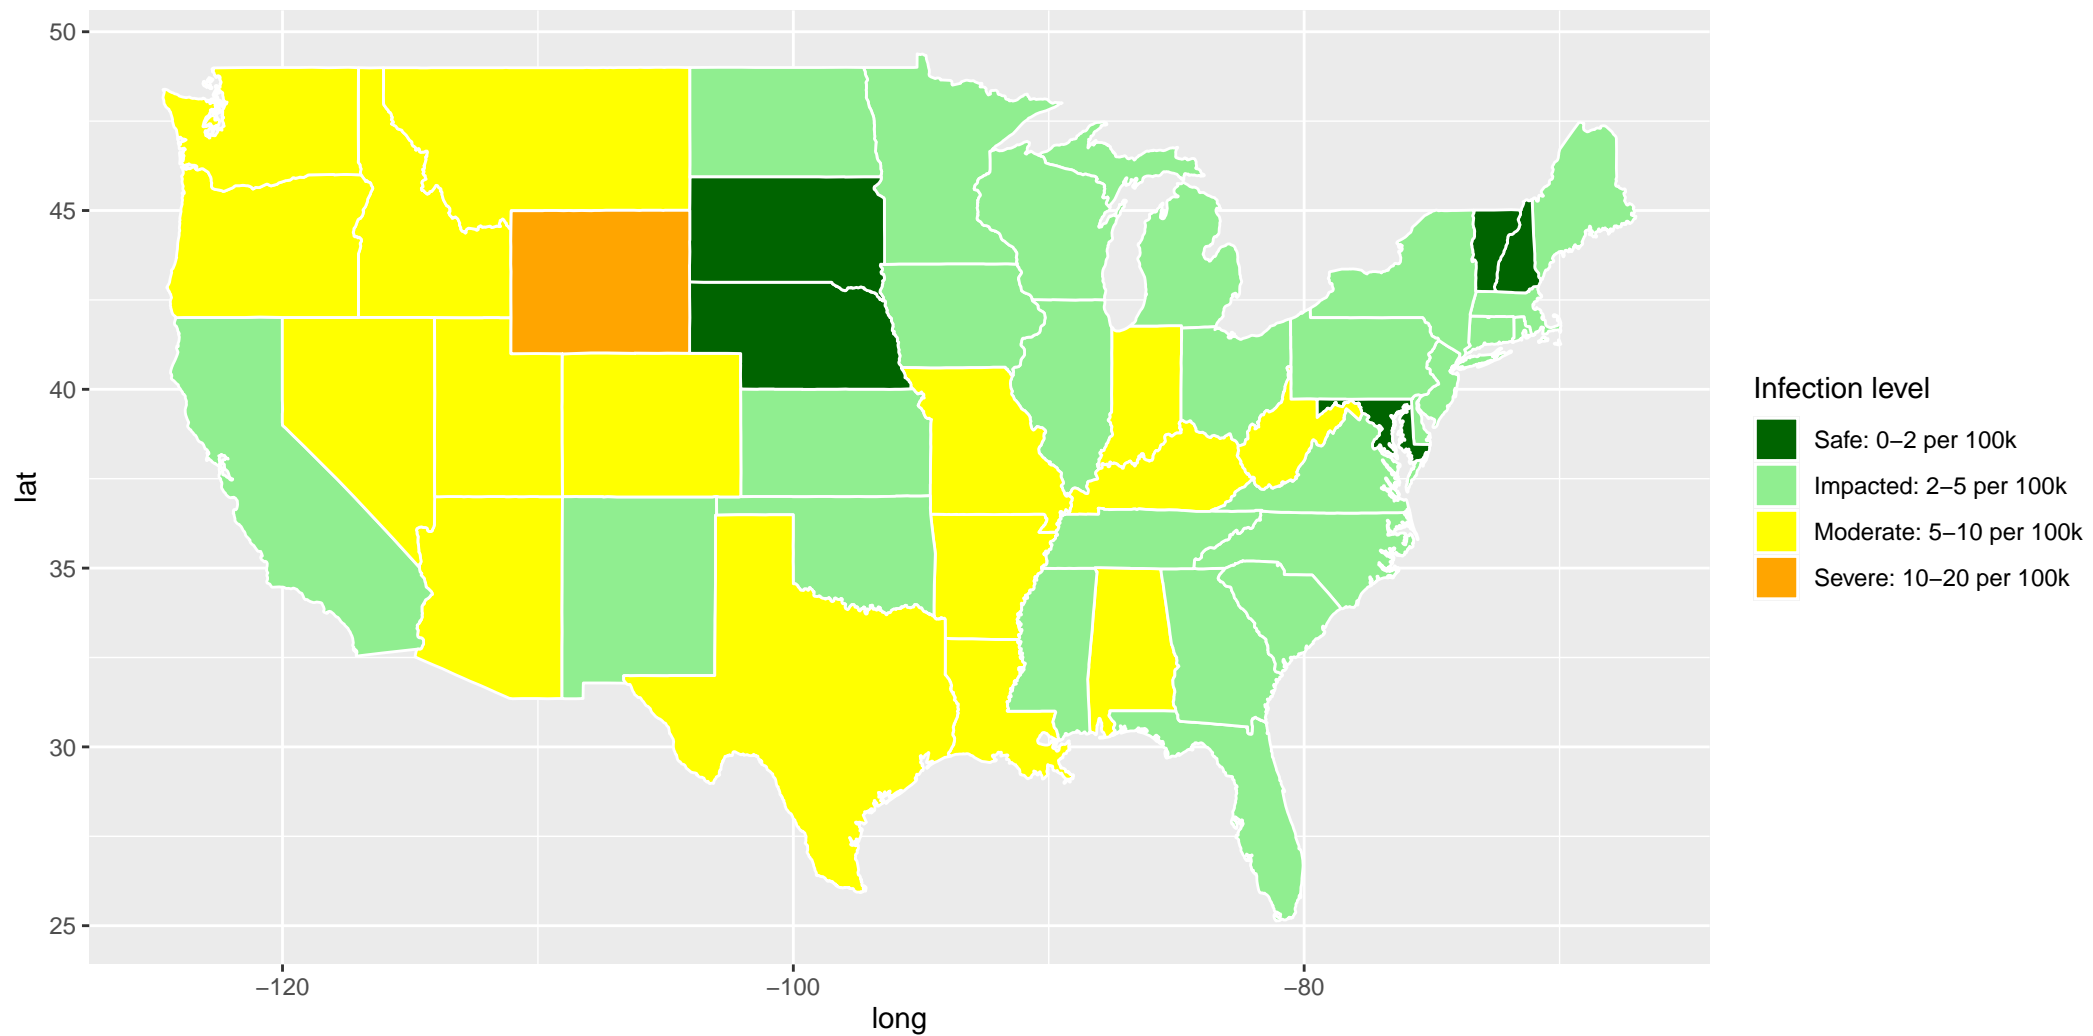 50
45
40
35
30
25
lat
−120
−100
−80
long
Infection level
Safe: 0−2 per 100k
Impacted: 2−5 per 100k
Moderate: 5−10 per 100k
Severe: 10−20 per 100k